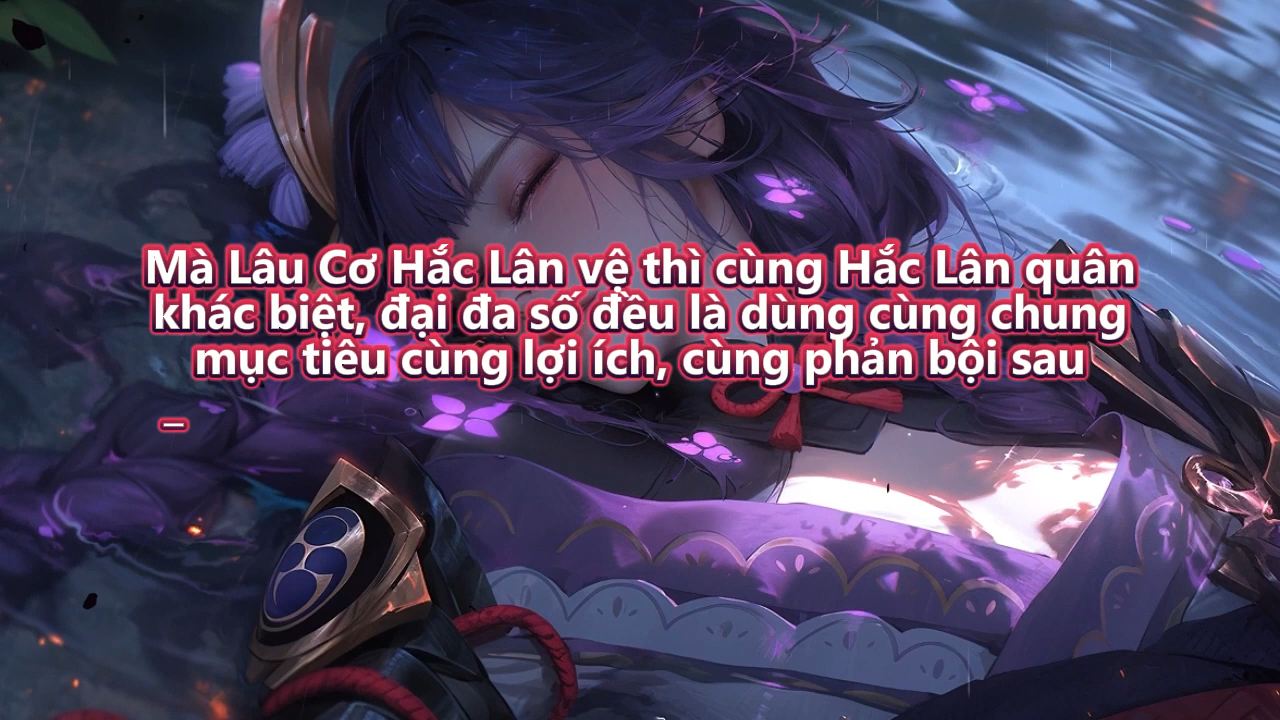 Mà Lâu Cơ Hắc Lân vệ thì cùng Hắc Lân quân
khác biệt, đại đa số đều là dùng cùng chung
mục tiêu cùng lợi ích, cùng phản bội sau
_